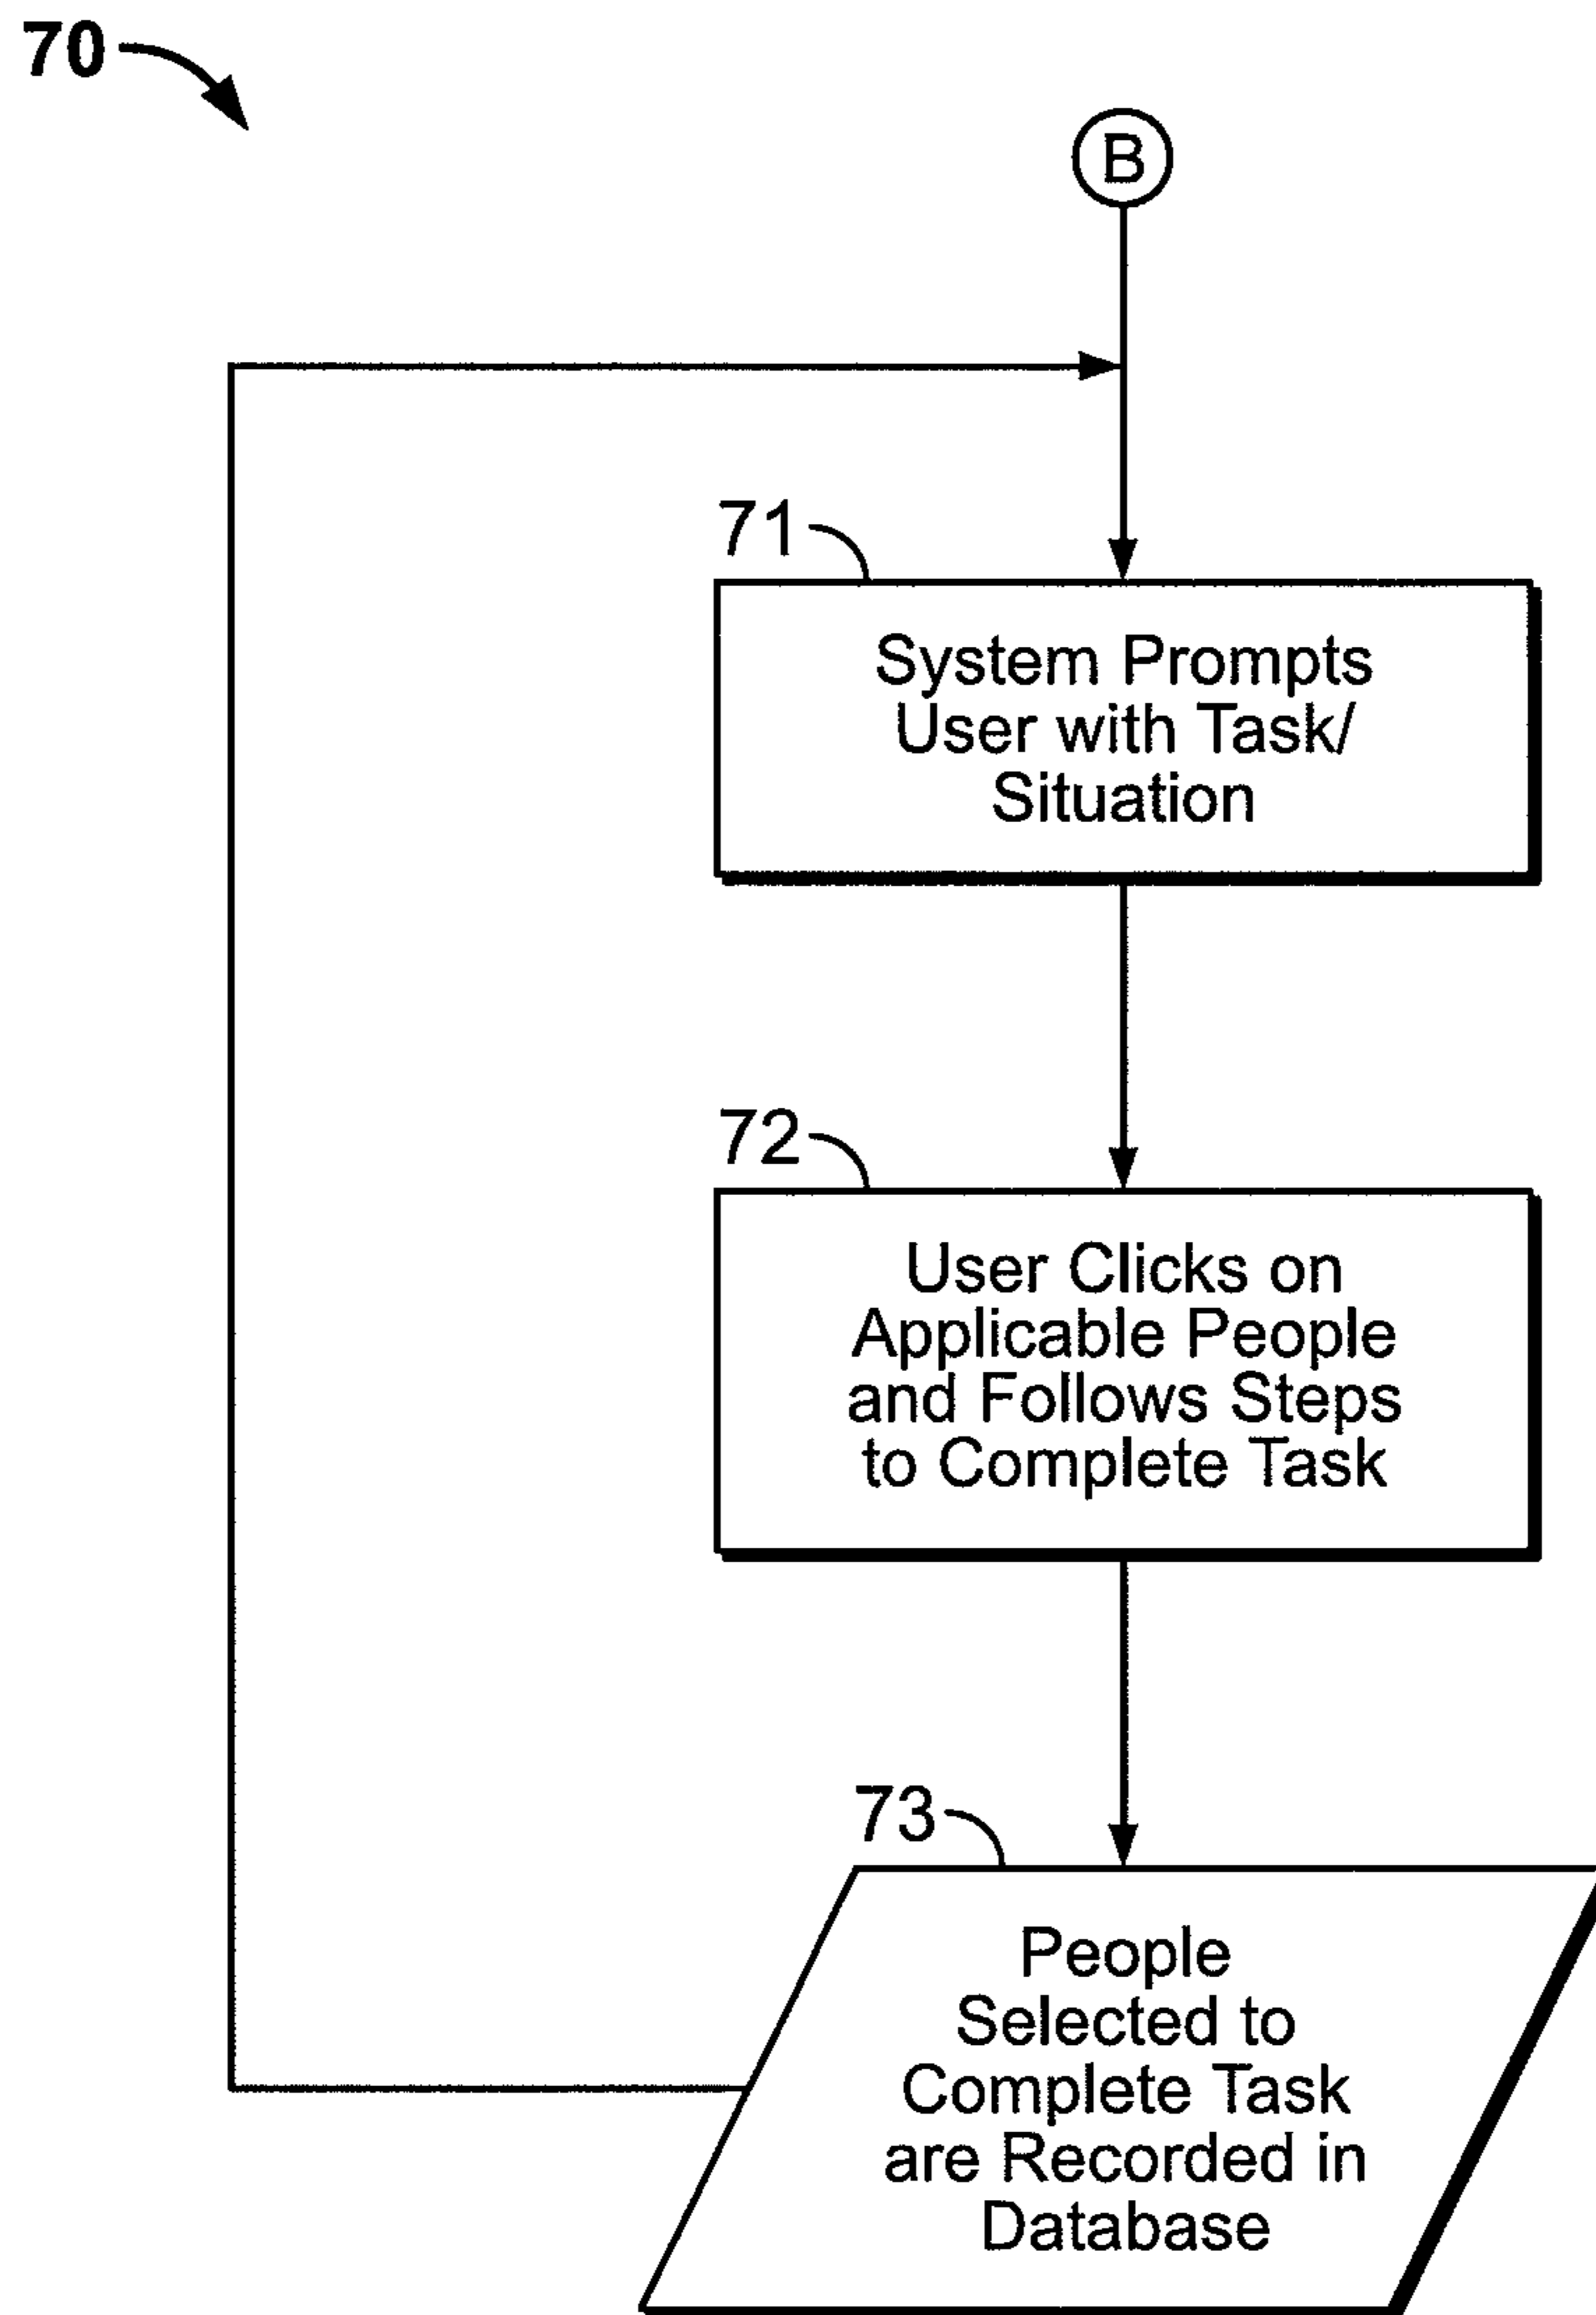 70
B
71
System Prompts
User with Task/
Situation
72
User Clicks on
Applicable People
and Follows Steps
to Complete Task
73
People
Selected to
Complete Task
are Recorded in
Database